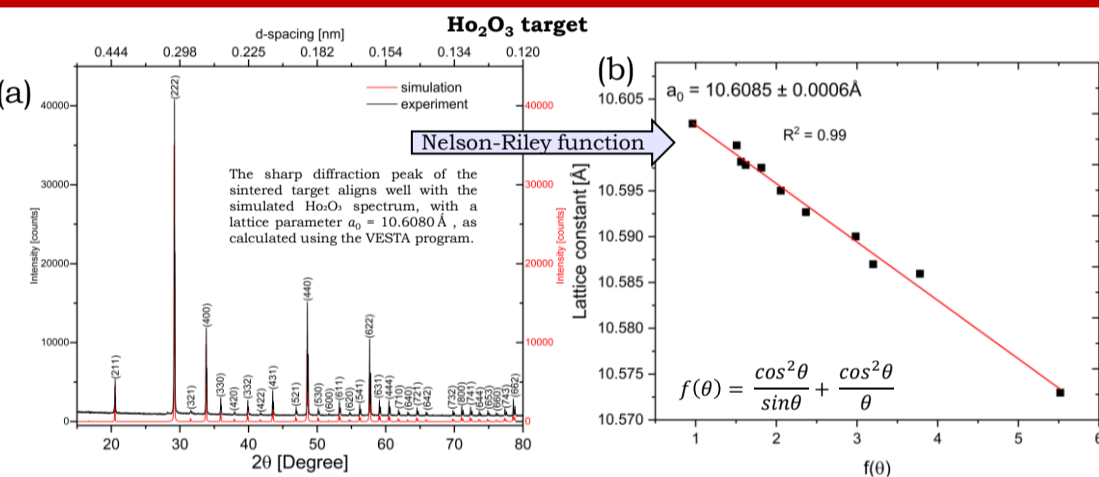 Ho₂O₃ target
(a)
d-spacing [nm]
0.444 0.298 0.225 0.182 0.154 0.134 0.120
simulation
experiment
The sharp diffraction peak of the
sintered target aligns well with the
simulated Ho₂O₃ spectrum, with a
lattice parameter a₀ = 10.6080 Å , as
calculated using the VESTA program.
Intensity [counts]
40000
30000
20000
10000
0
Intensity [counts]
40000
30000
20000
10000
0
(211)
(222)
(321)
(400)
(330)
(420)
(332)
(422)
(431)
(521)
(440)
(530)
(600)
(611)
(620)
(541)
(622)
(631)
(444)
(710)
(640)
(721)
(642)
(732)
(800)
(741)
(644)
(653)
(660)
(743)
(662)
20 30 40 50 60 70 80
2θ [Degree]
Nelson-Riley function
(b)
a₀ = 10.6085 ± 0.0006Å
R² = 0.99
Lattice constant [Å]
10.605
10.595
10.590
10.585
10.580
10.575
10.570
f(θ) = cos²θ/sinθ + cos²θ/θ
1 2 3 4 5 6
f(θ)